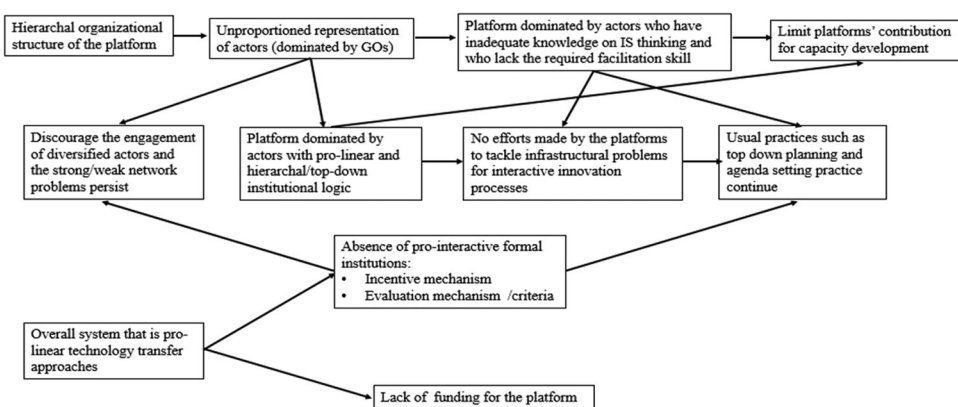 Hierarchal organizational
structure of the platform
Unproportioned representation
of actors (dominated by GOs)
Platform dominated by actors who have
inadequate knowledge on IS thinking and
who lack the required facilitation skill
Limit platforms' contribution
for capacity development
Discourage the engagement
of diversified actors and
the strong/weak network
problems persist
Platform dominated by
actors with pro-linear and
hierarchal/top-down
institutional logic
No efforts made by the platforms
to tackle infrastructural problems
for interactive innovation
processes
Usual practices such as
top down planning and
agenda setting practice
continue
Absence of pro-interactive formal
institutions:
• Incentive mechanism
• Evaluation mechanism /criteria
Overall system that is pro-
linear technology transfer
approaches
Lack of funding for the platform